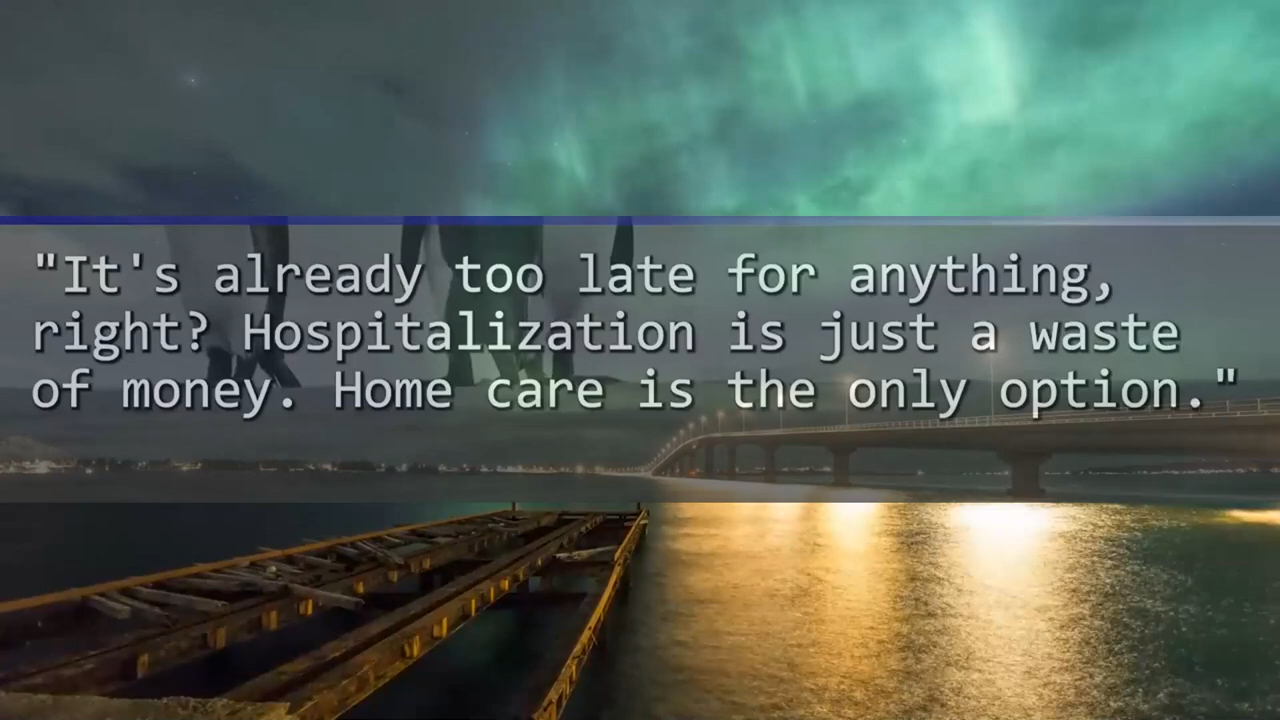 "It's already too late for anything,
right? Hospitalization is just a waste
of money. Home care is the only option."